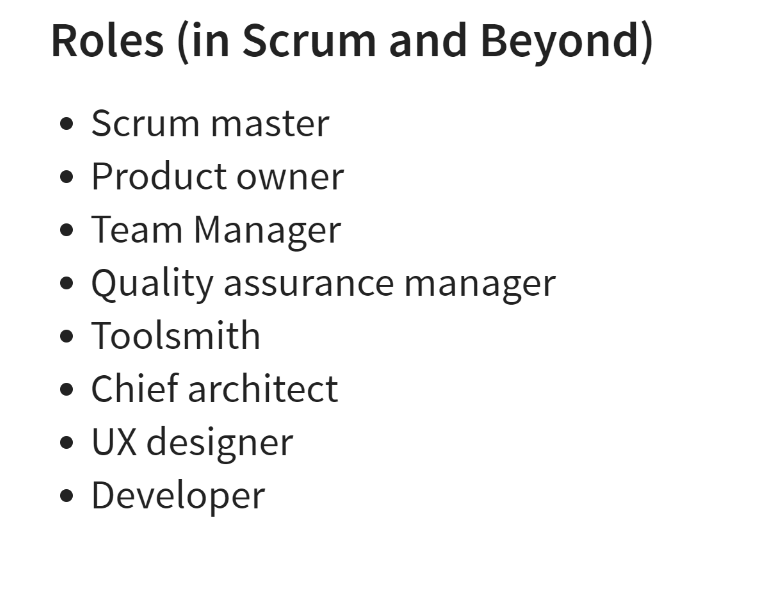 Roles (in Scrum and Beyond)
• Scrum master
• Product owner
• Team Manager
• Quality assurance manager
• Toolsmith
• Chief architect
• UX designer
• Developer